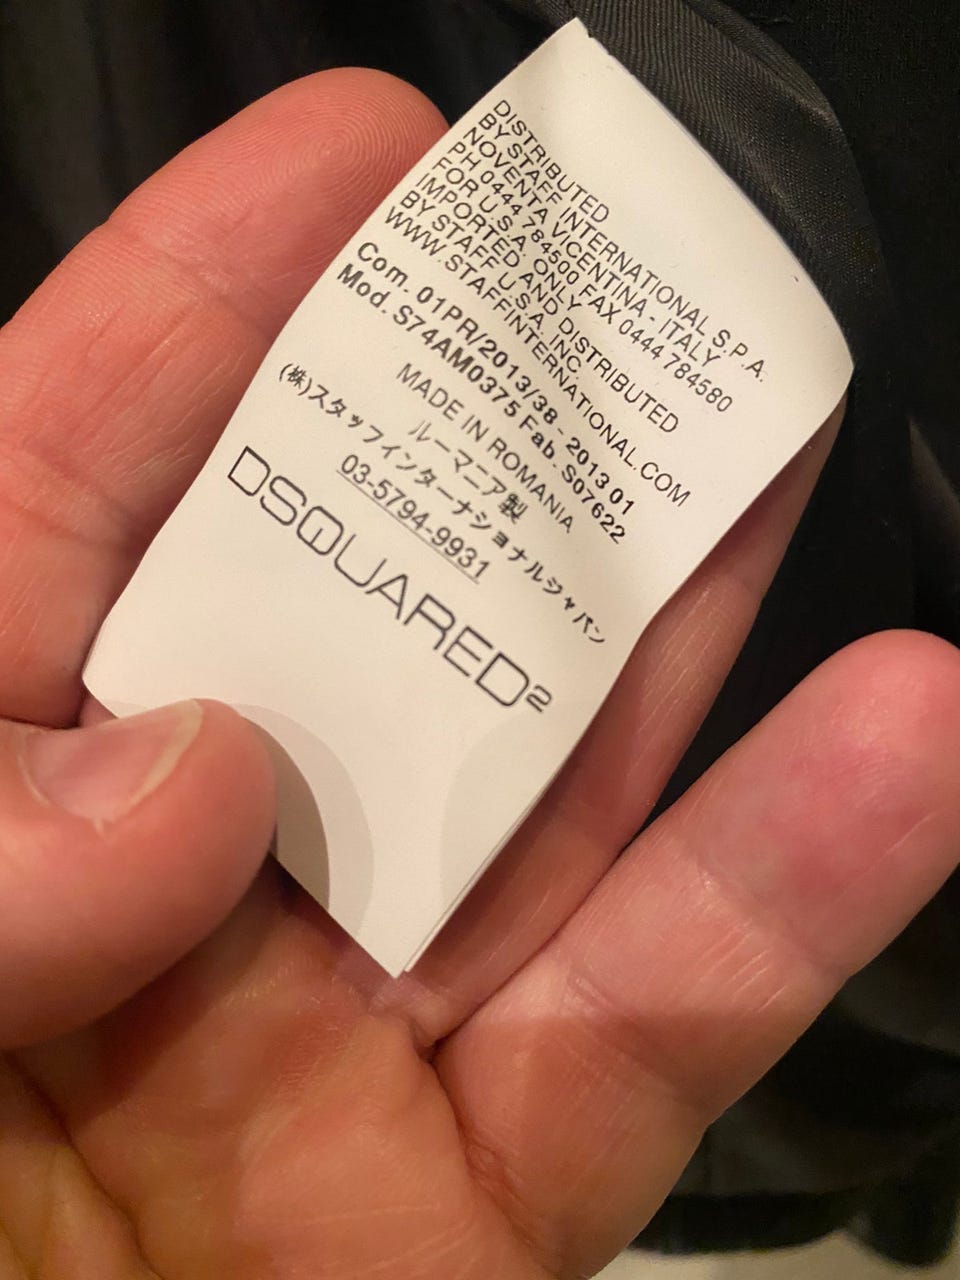 DISTRIBUTED
BY STAFF INTERNATIONAL S.P.A.
NOVENTA VICENTINA - ITALY
PH 0444 784500 FAX 0444 784580
FOR U.S.A. ONLY
IMPORTED AND DISTRIBUTED
BY STAFF U.S.A. INC.
WWW.STAFFINTERNATIONAL.COM
Com. 01PR/2013/38 - 2013 01
Mod. S74AM0375 Fab. S07622
MADE IN ROMANIA
ルーマニア製
(株)スタッフインターナショナルジャパン
03-5794-9931
DSQUARED2